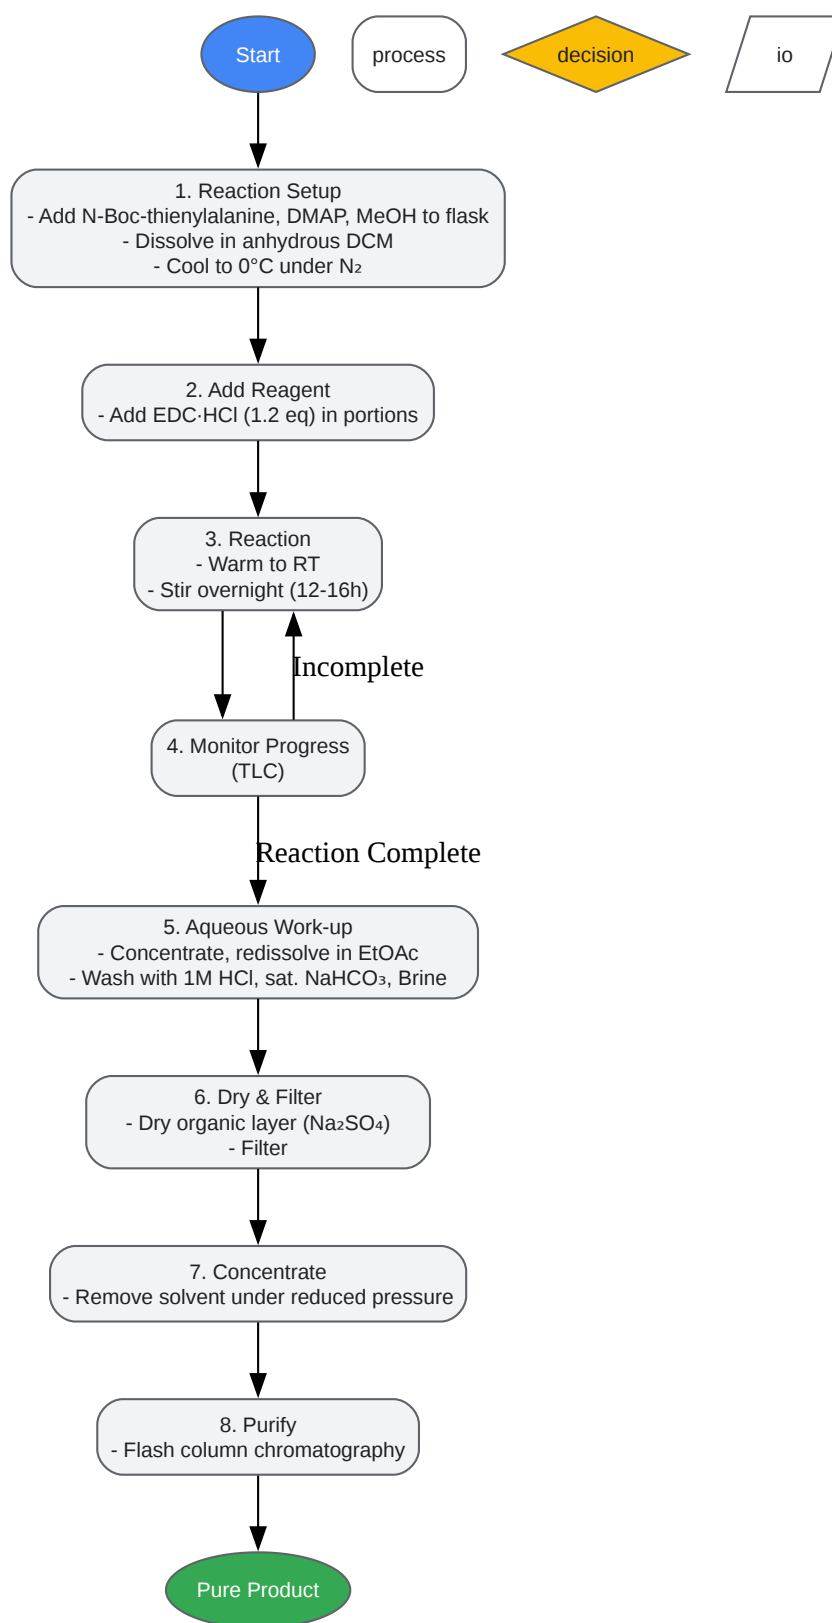 Start
process
decision
io
1. Reaction Setup
- Add N-Boc-thienylalanine, DMAP, MeOH to flask
- Dissolve in anhydrous DCM
- Cool to 0°C under N₂
2. Add Reagent
- Add EDC·HCl (1.2 eq) in portions
3. Reaction
- Warm to RT
- Stir overnight (12-16h)
Incomplete
4. Monitor Progress
(TLC)
Reaction Complete
5. Aqueous Work-up
- Concentrate, redissolve in EtOAc
- Wash with 1M HCl, sat. NaHCO₃, Brine
6. Dry & Filter
- Dry organic layer (Na₂SO₄)
- Filter
7. Concentrate
- Remove solvent under reduced pressure
8. Purify
- Flash column chromatography
Pure Product